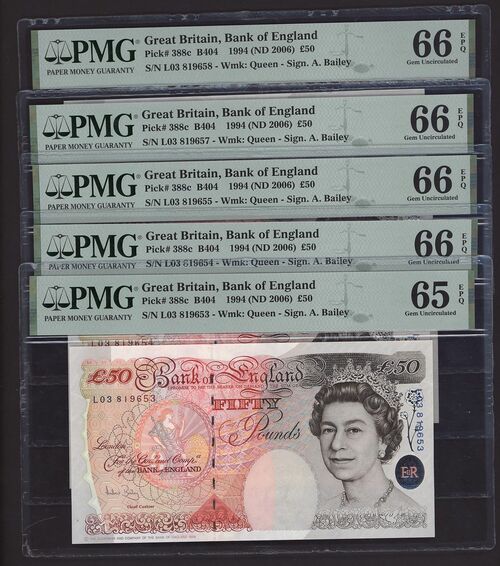 PMG
PAPER MONEY GUARANTY
Great Britain, Bank of England
Pick# 388c B404 1994 (ND 2006) £50
S/N L03 819658 - Wmk: Queen - Sign. A. Bailey
66 EPQ
Gem Uncirculated
PMG
PAPER MONEY GUARANTY
Great Britain, Bank of England
Pick# 388c B404 1994 (ND 2006) £50
S/N L03 819657 - Wmk: Queen - Sign. A. Bailey
66 EPQ
Gem Uncirculated
PMG
PAPER MONEY GUARANTY
Great Britain, Bank of England
Pick# 388c B404 1994 (ND 2006) £50
S/N L03 819655 - Wmk: Queen - Sign. A. Bailey
66 EPQ
Gem Uncirculated
PMG
PAPER MONEY GUARANTY
Great Britain, Bank of England
Pick# 388c B404 1994 (ND 2006) £50
S/N L03 819654 - Wmk: Queen - Sign. A. Bailey
66 EPQ
Gem Uncirculated
PMG
PAPER MONEY GUARANTY
Great Britain, Bank of England
Pick# 388c B404 1994 (ND 2006) £50
S/N L03 819653 - Wmk: Queen - Sign. A. Bailey
65 EPQ
Gem Uncirculated
L03 819654
£50 Bank of England £50
L03 819653
FIFTY
Pounds
London
For the Gov.r and Comp.a
of the BANK of ENGLAND
Chief Cashier
L03 819653
E R